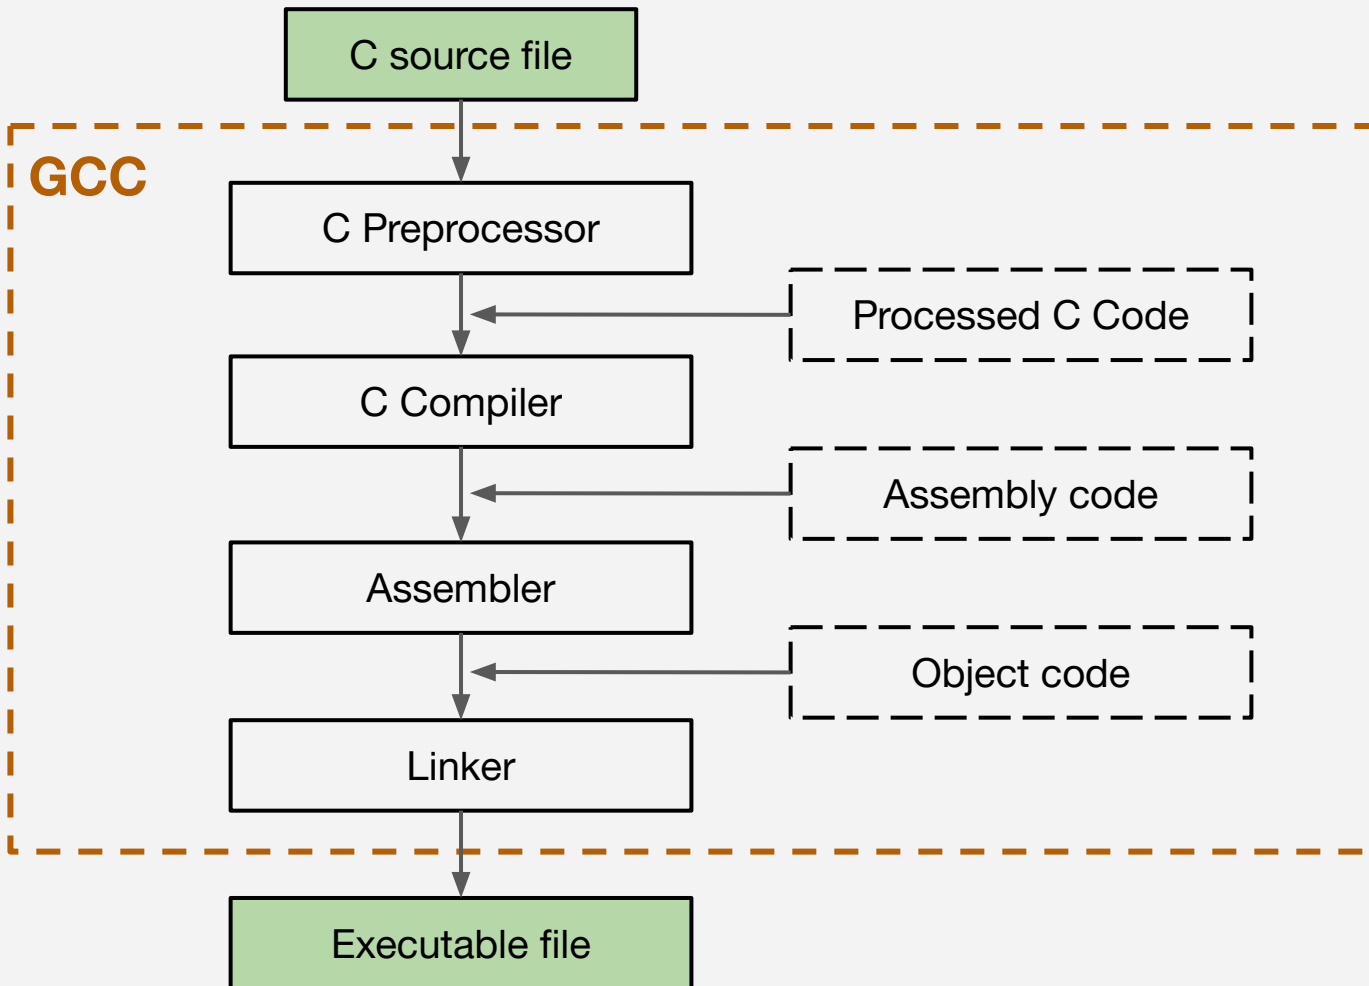 C source file
GCC
C Preprocessor
Processed C Code
C Compiler
Assembly code
Assembler
Object code
Linker
Executable file